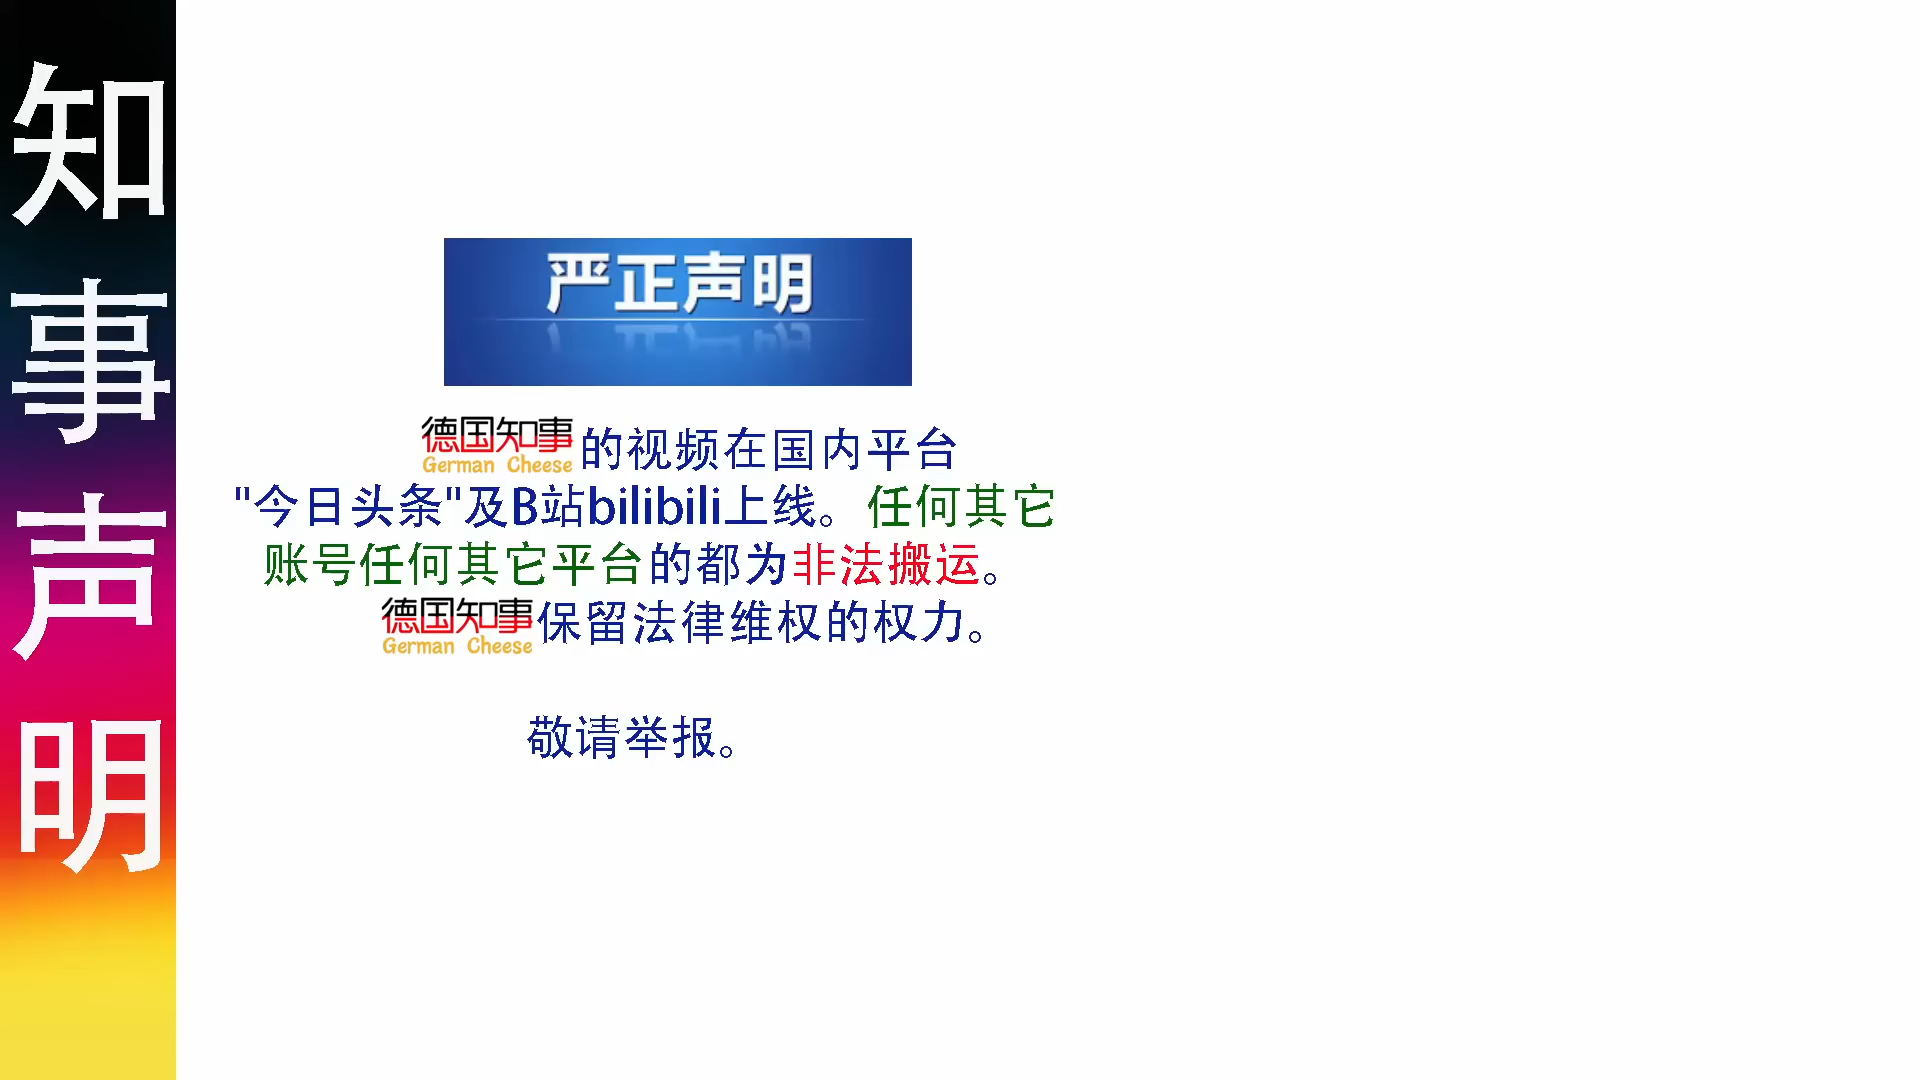 知事声明
严正声明
德国知事的视频在国内平台
German Cheese
"今日头条"及B站bilibili上线。任何其它
账号任何其它平台的都为非法搬运。
德国知事保留法律维权的权力。
German Cheese
敬请举报。